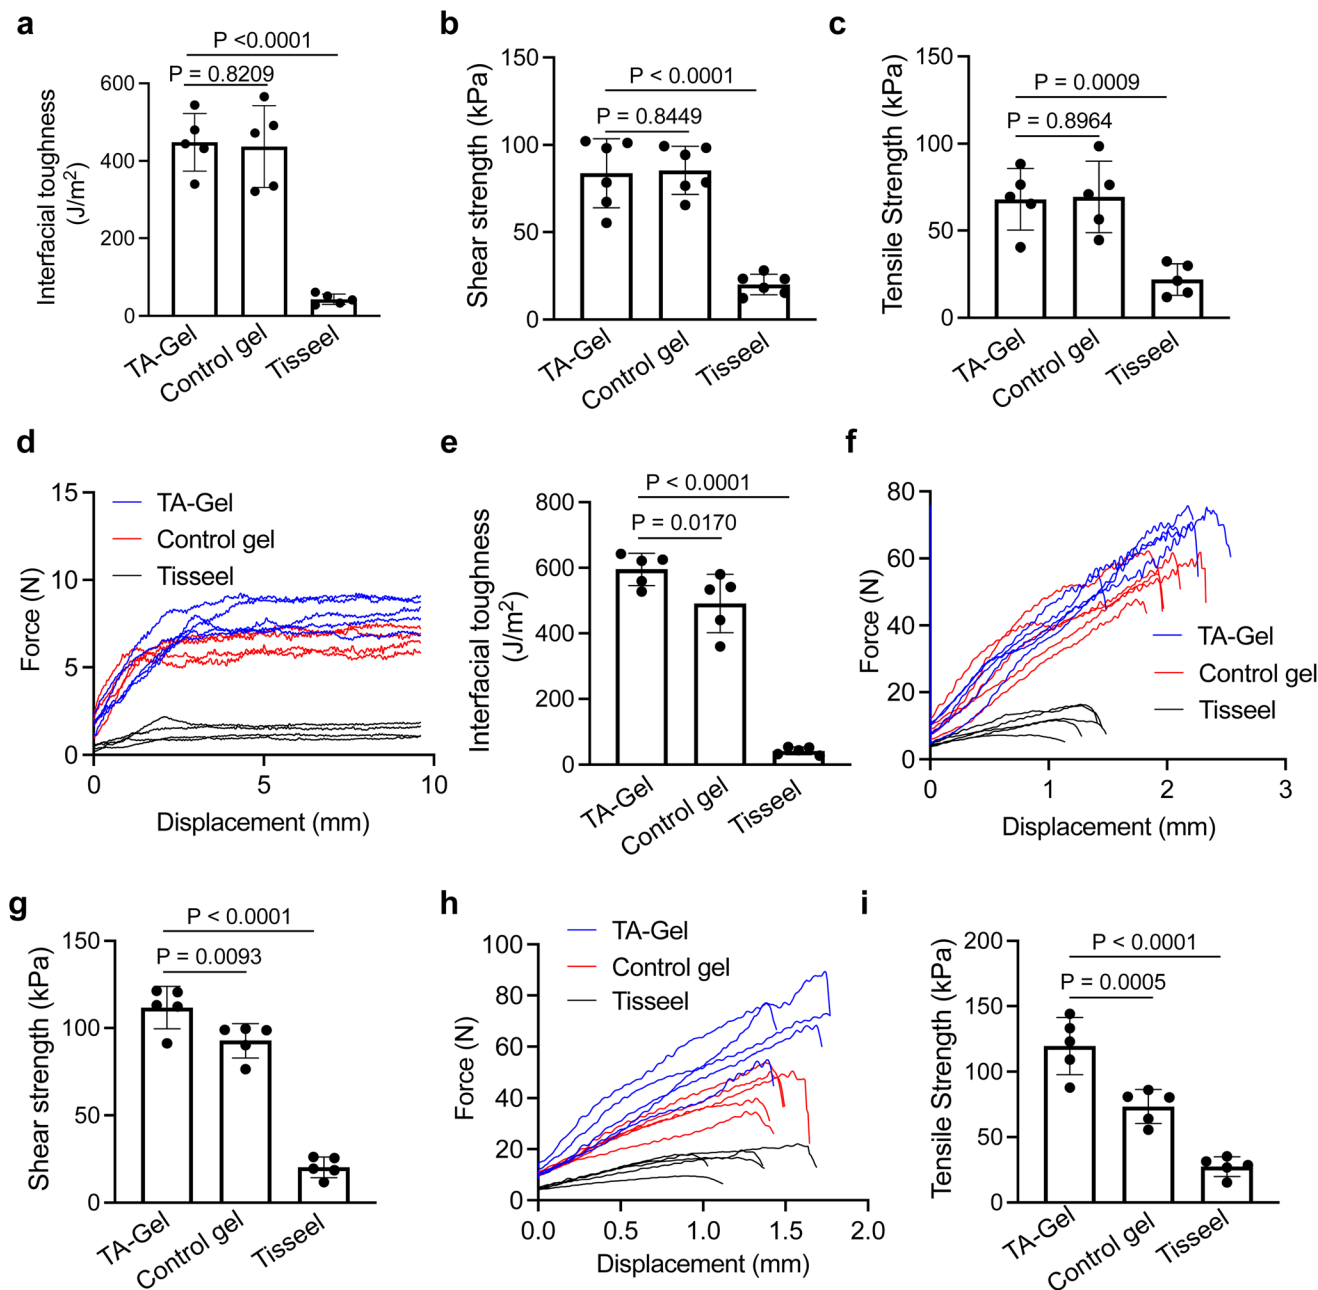 a
P <0.0001
P = 0.8209
Interfacial toughness
(J/m²)
600
400
200
0
TA-Gel
Control gel
Tisseel
b
P < 0.0001
P = 0.8449
Shear strength (kPa)
150
100
50
0
TA-Gel
Control gel
Tisseel
c
P = 0.0009
P = 0.8964
Tensile Strength (kPa)
150
100
50
0
TA-Gel
Control gel
Tisseel
d
TA-Gel
Control gel
Tisseel
Force (N)
15
10
5
0
0
5
10
Displacement (mm)
e
P < 0.0001
P = 0.0170
Interfacial toughness
(J/m²)
800
600
400
200
0
TA-Gel
Control gel
Tisseel
f
Force (N)
80
60
40
20
0
TA-Gel
Control gel
Tisseel
0
1
2
3
Displacement (mm)
g
P < 0.0001
P = 0.0093
Shear strength (kPa)
150
100
50
0
TA-Gel
Control gel
Tisseel
h
TA-Gel
Control gel
Tisseel
Force (N)
100
80
60
40
20
0
0.0
0.5
1.0
1.5
2.0
Displacement (mm)
i
P < 0.0001
P = 0.0005
Tensile Strength (kPa)
200
150
100
50
0
TA-Gel
Control gel
Tisseel